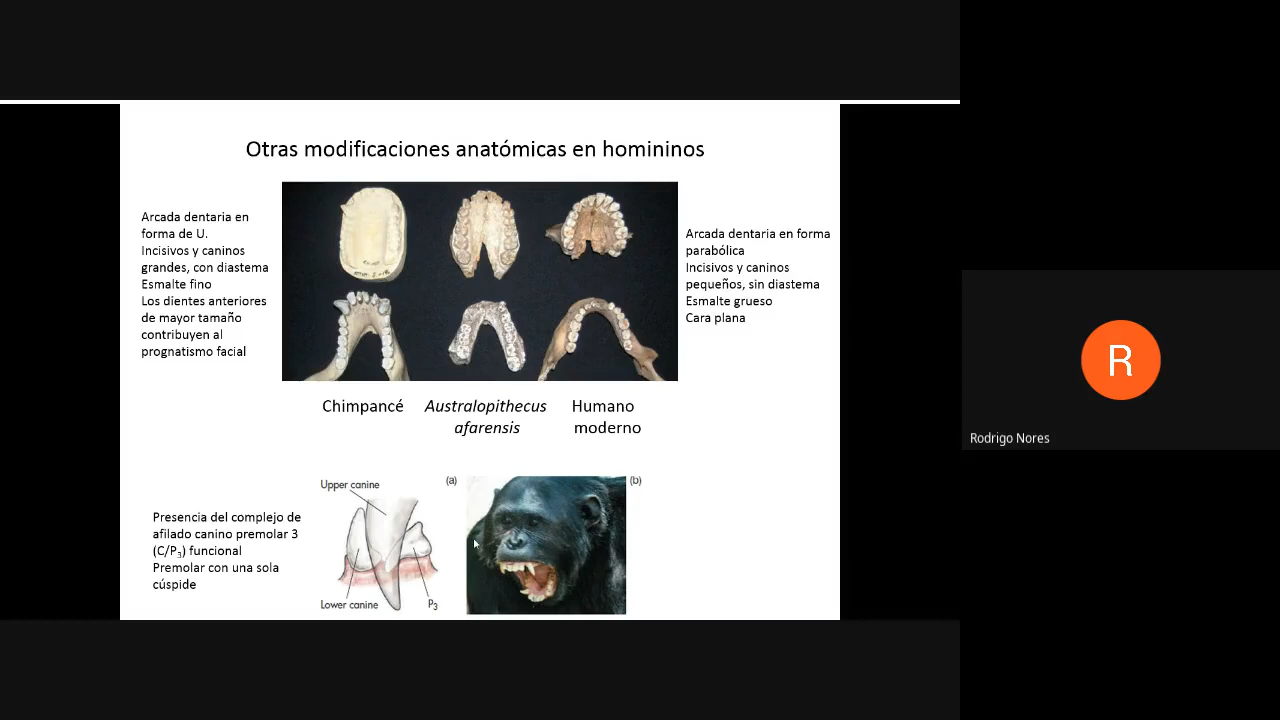 Otras modificaciones anatómicas en homininos
Arcada dentaria en
forma de U.
Incisivos y caninos
grandes, con diastema
Esmalte fino
Los dientes anteriores
de mayor tamaño
contribuyen al
prognatismo facial
Arcada dentaria en forma
parabólica
Incisivos y caninos
pequeños, sin diastema
Esmalte grueso
Cara plana
Chimpancé
Australopithecus
afarensis
Humano
moderno
Presencia del complejo de
afilado canino premolar 3
(C/P₃) funcional
Premolar con una sola
cúspide
Upper canine
(a)
(b)
Lower canine
P₃
R
Rodrigo Nores